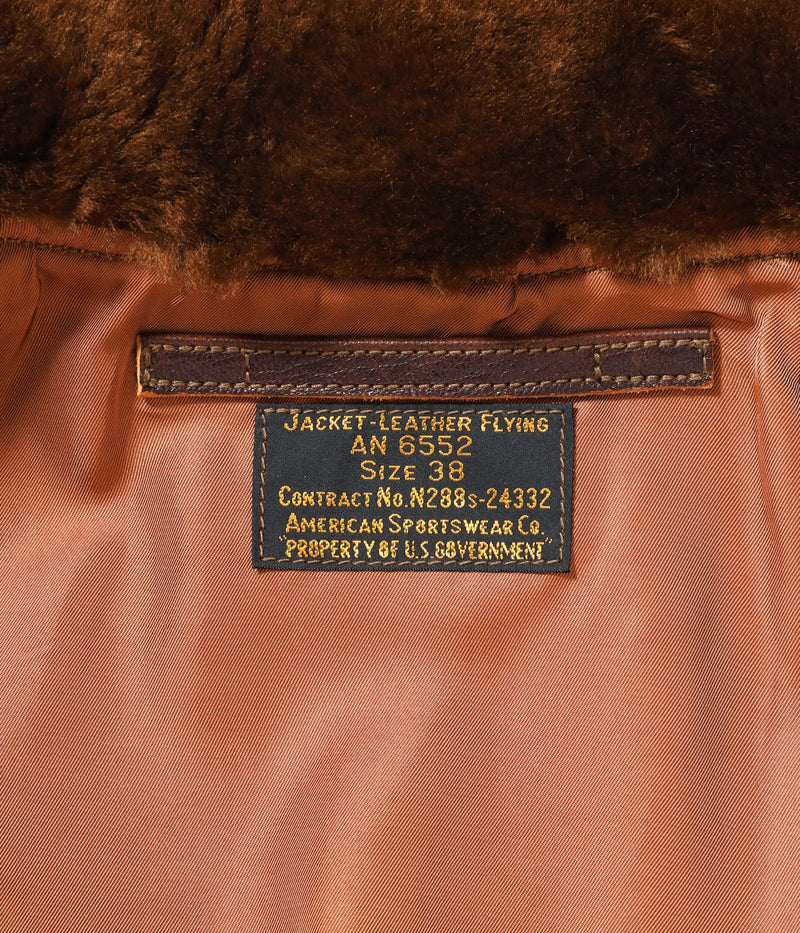 JACKET-LEATHER FLYING
AN 6552
SIZE 38
CONTRACT NO. N288S-24332
AMERICAN SPORTSWEAR CO.
"PROPERTY OF U.S. GOVERNMENT"